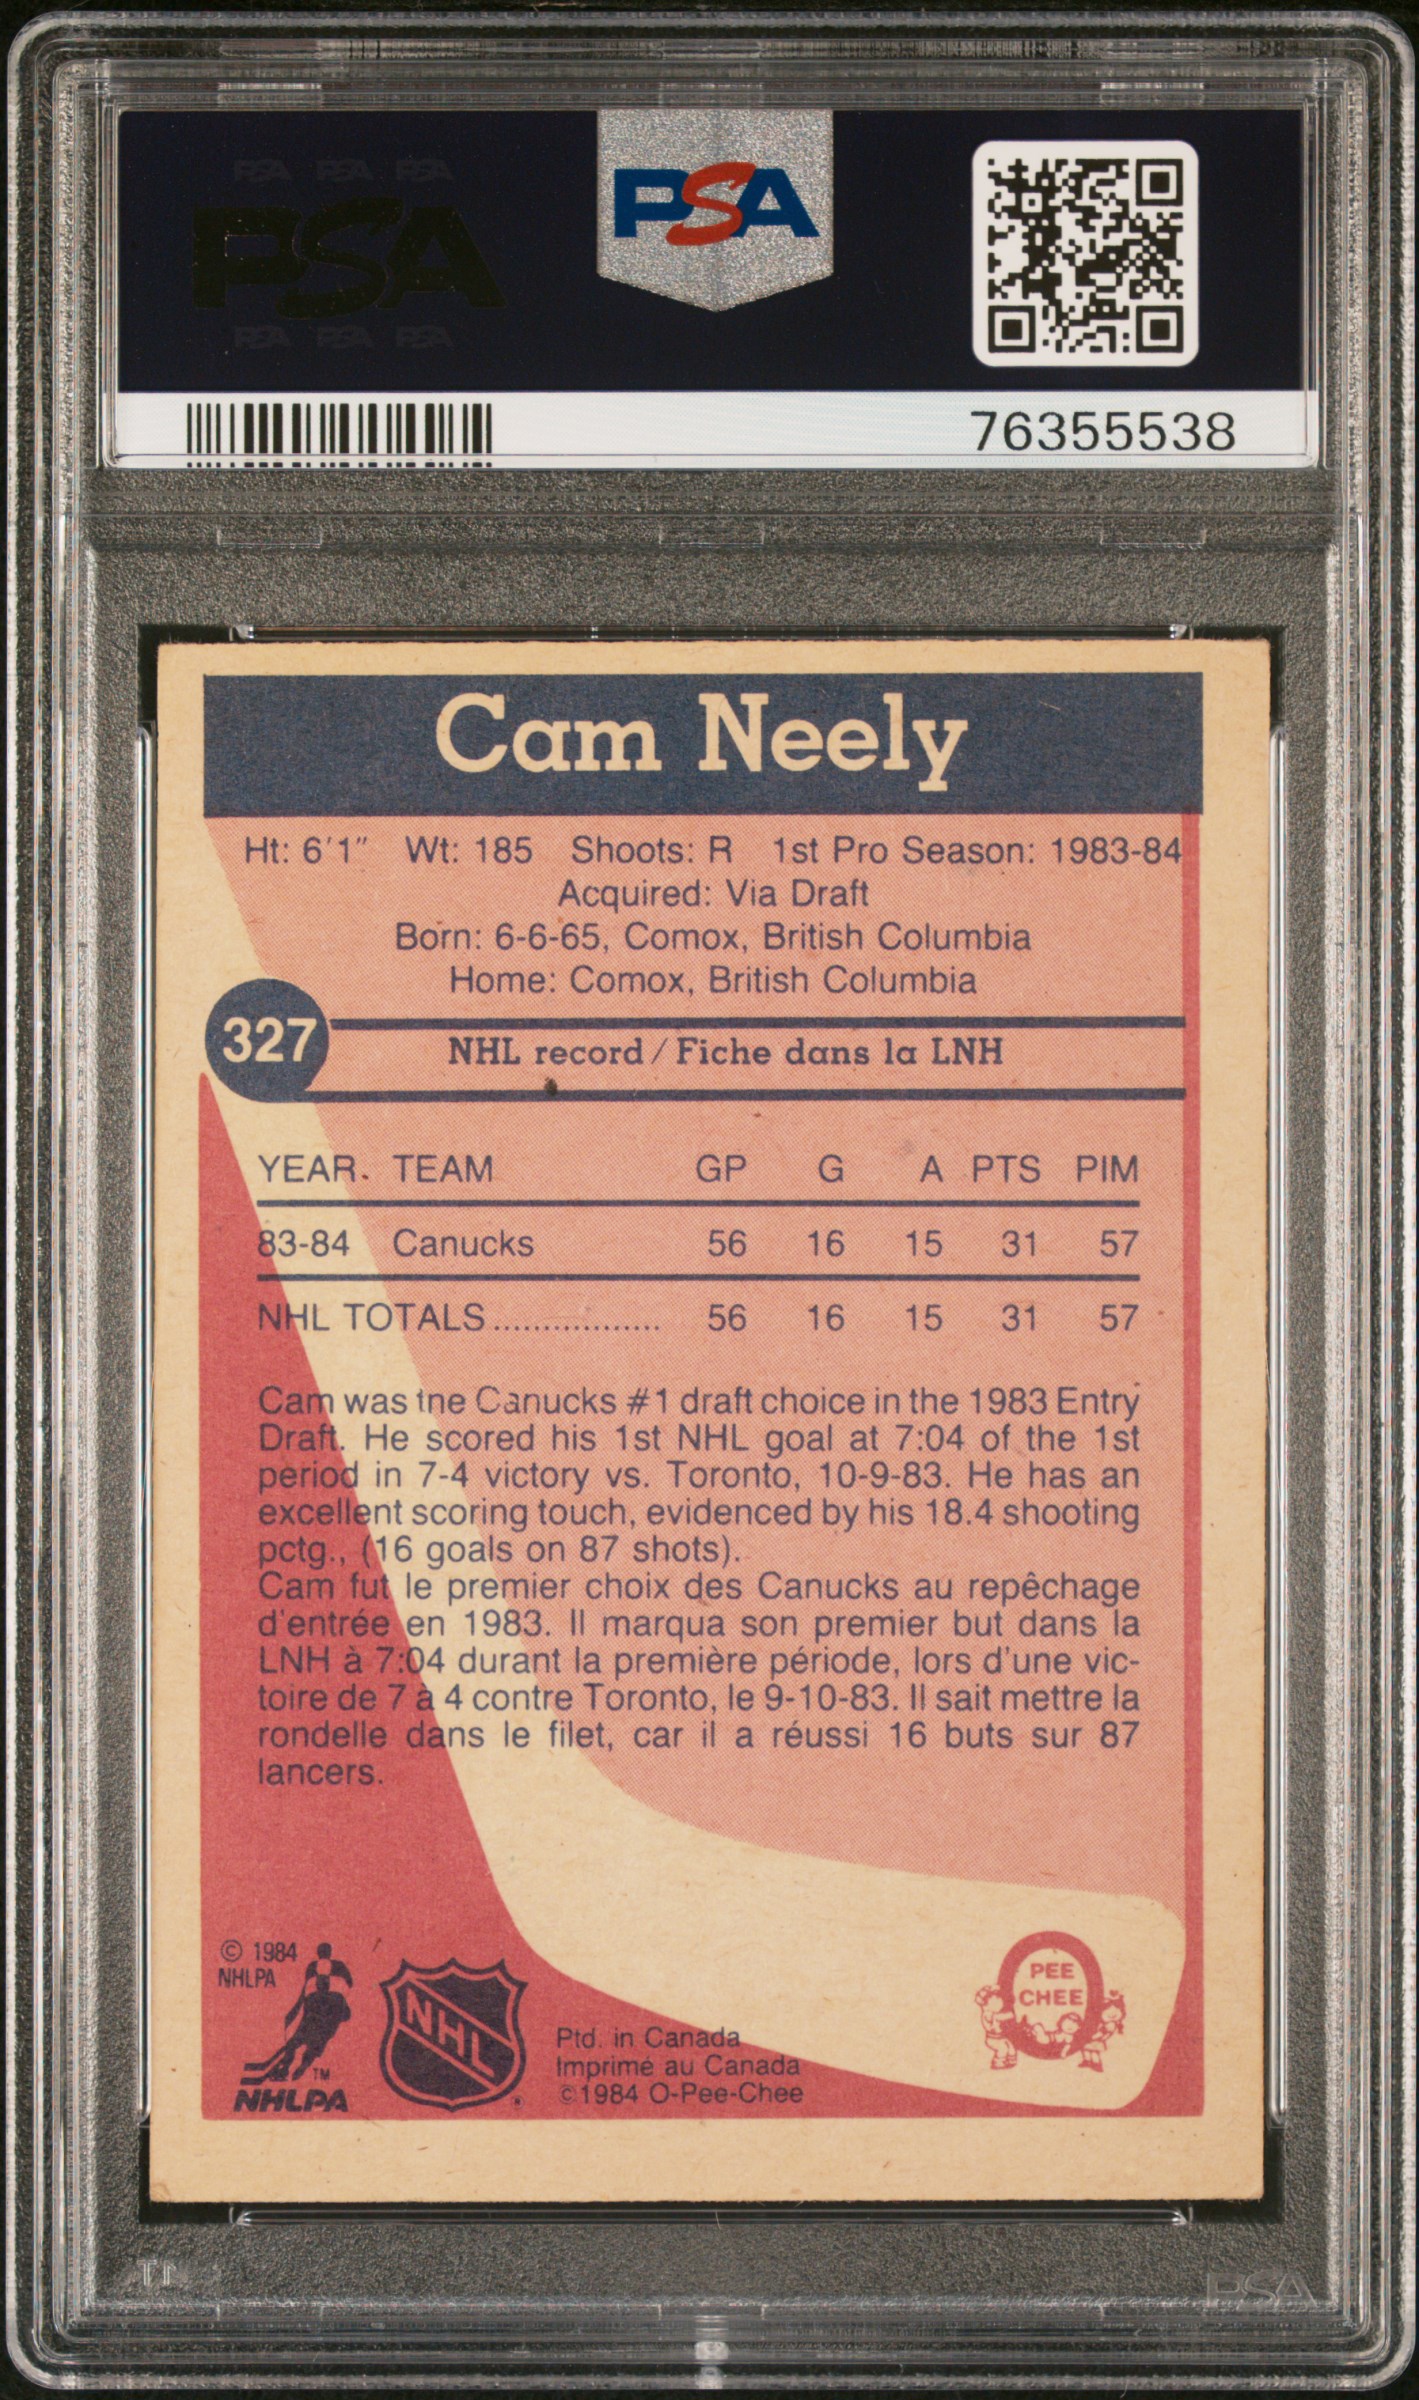 PSA PSA PSA
PSA
PSA PSA PSA
PSA
76355538
Cam Neely
Ht: 6'1" Wt: 185 Shoots: R 1st Pro Season: 1983-84
Acquired: Via Draft
Born: 6-6-65, Comox, British Columbia
Home: Comox, British Columbia
327
NHL record / Fiche dans la LNH
YEAR. TEAM GP G A PTS PIM
83-84 Canucks 56 16 15 31 57
NHL TOTALS................. 56 16 15 31 57
Cam was tne Canucks #1 draft choice in the 1983 Entry
Draft. He scored his 1st NHL goal at 7:04 of the 1st
period in 7-4 victory vs. Toronto, 10-9-83. He has an
excellent scoring touch, evidenced by his 18.4 shooting
pctg., (16 goals on 87 shots).
Cam fut le premier choix des Canucks au repêchage
d'entrée en 1983. Il marqua son premier but dans la
LNH à 7:04 durant la première période, lors d'une vic-
toire de 7 à 4 contre Toronto, le 9-10-83. Il sait mettre la
rondelle dans le filet, car il a réussi 16 buts sur 87
lancers.
© 1984
NHLPA
TM
NHLPA
NHL
Ptd. in Canada
Imprimé au Canada
©1984 O-Pee-Chee
PEE
CHEE
PSA